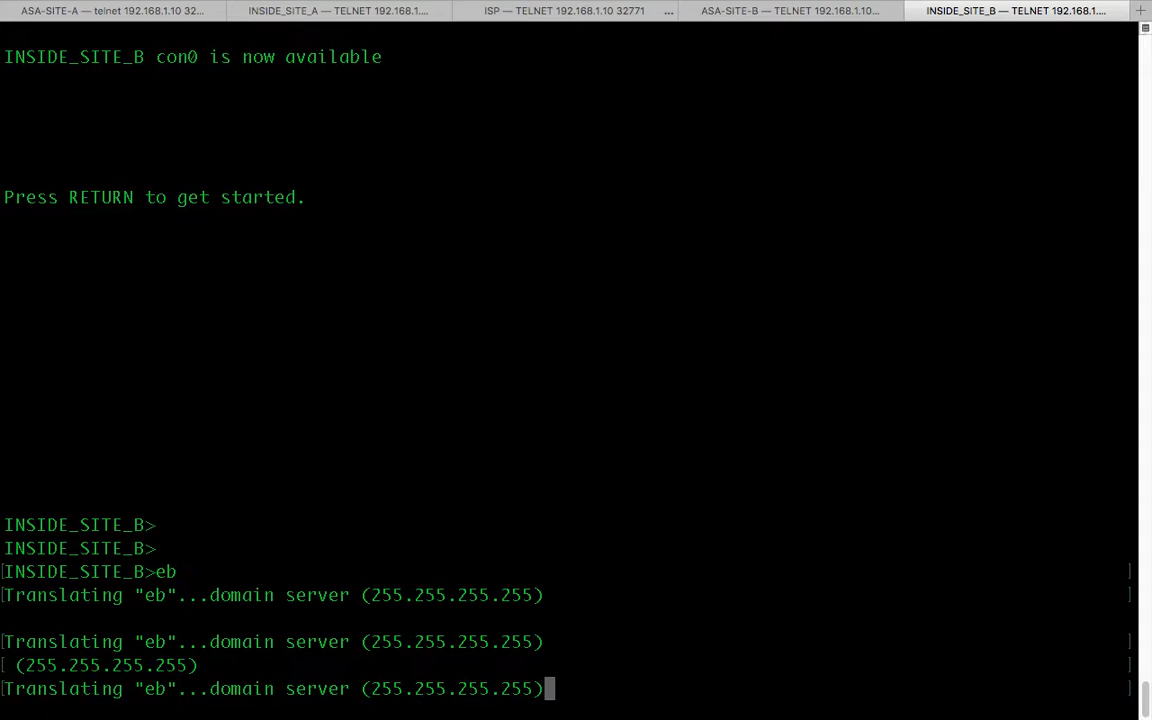 ASA-SITE-A — telnet 192.168.1.10 32...
INSIDE_SITE_A — TELNET 192.168.1....
ISP — TELNET 192.168.1.10 32771 ...
ASA-SITE-B — TELNET 192.168.1.10...
INSIDE_SITE_B — TELNET 192.168.1....
INSIDE_SITE_B con0 is now available
Press RETURN to get started.
INSIDE_SITE_B>
INSIDE_SITE_B>
[INSIDE_SITE_B>eb ]
[Translating "eb"...domain server (255.255.255.255) ]
Translating "eb"...domain server (255.255.255.255) ]
[ (255.255.255.255) ]
[Translating "eb"...domain server (255.255.255.255) ]